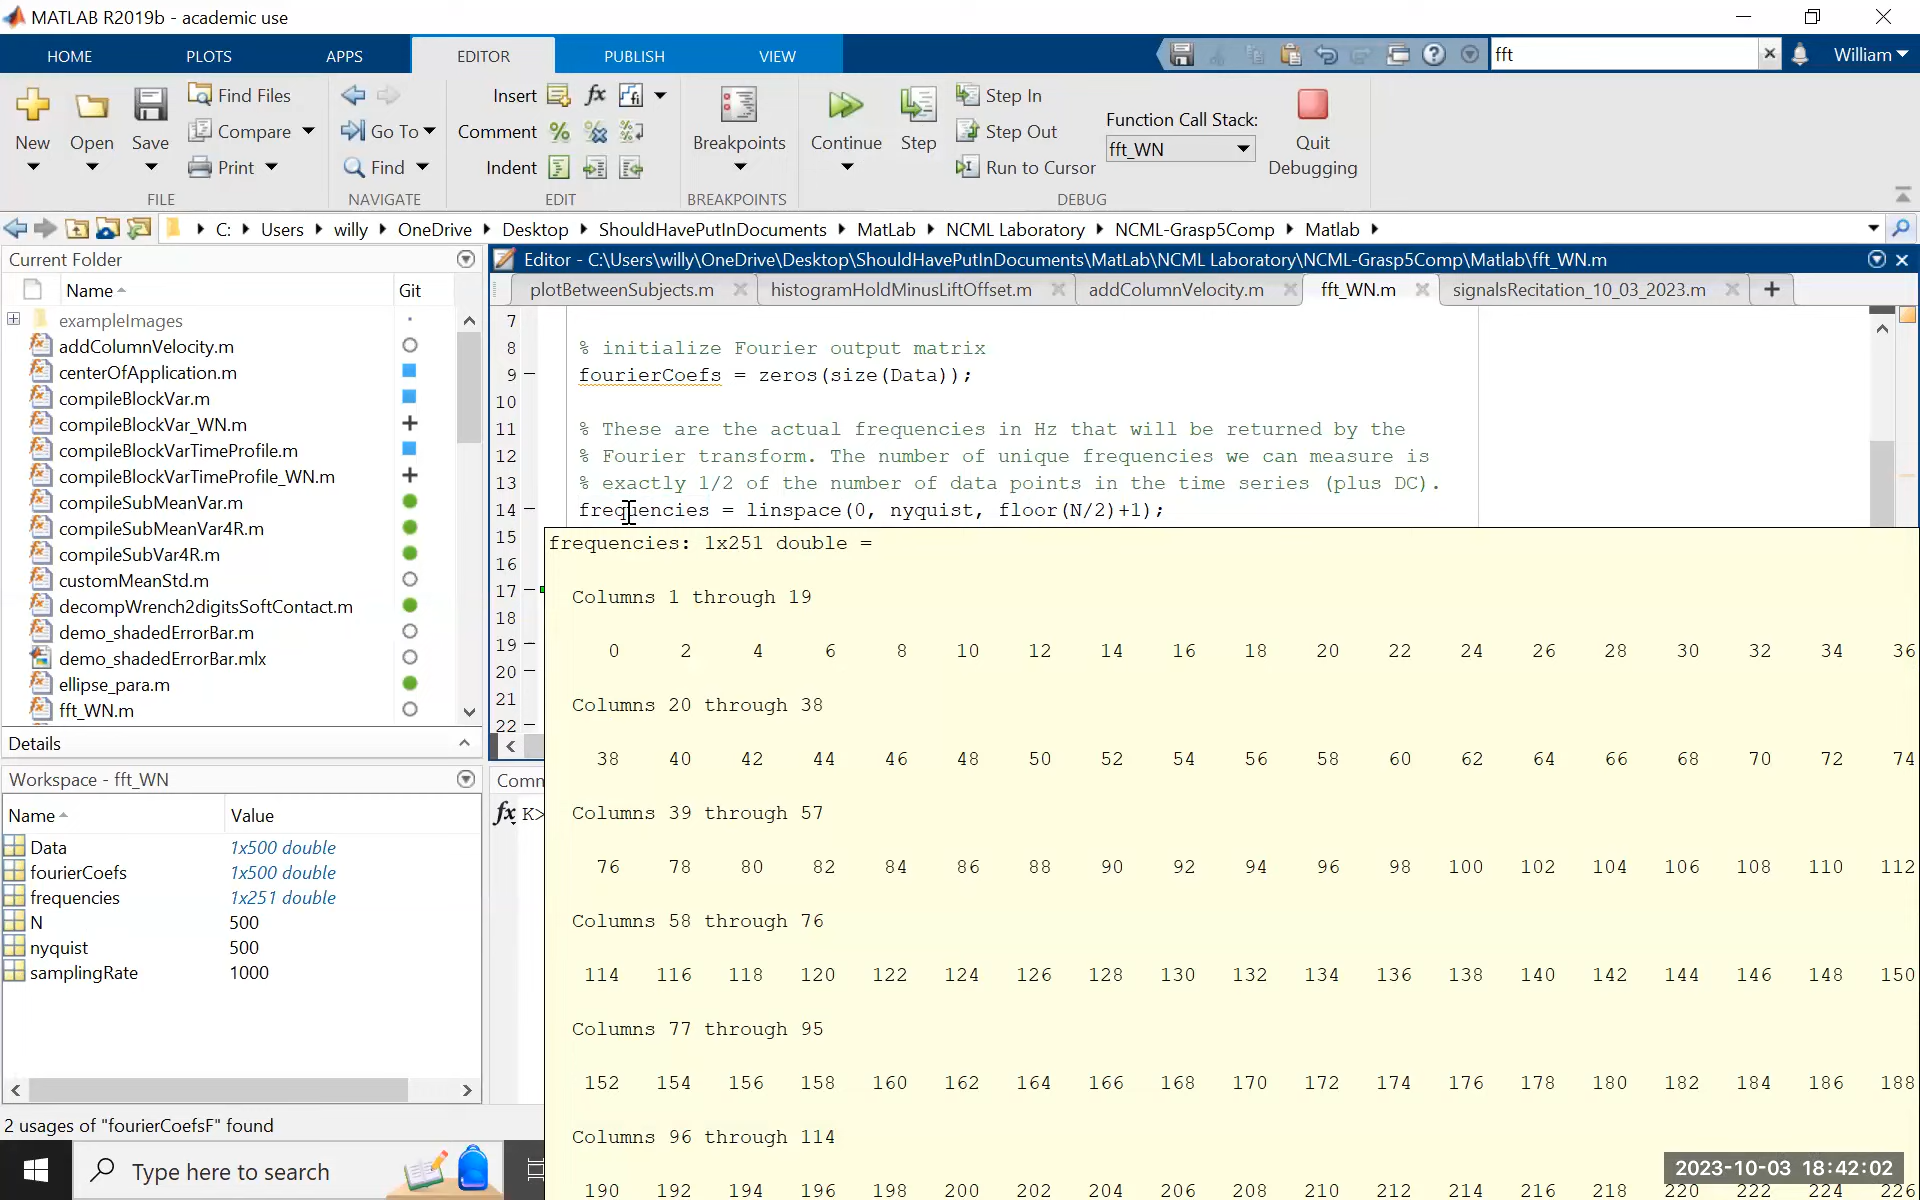 MATLAB R2019b - academic use
HOME PLOTS APPS EDITOR PUBLISH VIEW fft William
New Open Save Find Files Compare Print
Go To Find
Insert fx
Comment
Indent
Breakpoints
Continue Step Step In Step Out Run to Cursor
Function Call Stack:
fft_WN
Quit Debugging
FILE NAVIGATE EDIT BREAKPOINTS DEBUG
C: Users willy OneDrive Desktop ShouldHavePutInDocuments MatLab NCML Laboratory NCML-Grasp5Comp Matlab
Current Folder
Name Git
exampleImages
addColumnVelocity.m
centerOfApplication.m
compileBlockVar.m
compileBlockVar_WN.m
compileBlockVarTimeProfile.m
compileBlockVarTimeProfile_WN.m
compileSubMeanVar.m
compileSubMeanVar4R.m
compileSubVar4R.m
customMeanStd.m
decompWrench2digitsSoftContact.m
demo_shadedErrorBar.m
demo_shadedErrorBar.mlx
ellipse_para.m
fft_WN.m
Details
Workspace - fft_WN
Name Value
Data 1x500 double
fourierCoefs 1x500 double
frequencies 1x251 double
N 500
nyquist 500
samplingRate 1000
2 usages of "fourierCoefsF" found
Type here to search
Editor - C:\Users\willy\OneDrive\Desktop\ShouldHavePutInDocuments\MatLab\NCML Laboratory\NCML-Grasp5Comp\Matlab\fft_WN.m
plotBetweenSubjects.m histogramHoldMinusLiftOffset.m addColumnVelocity.m fft_WN.m signalsRecitation_10_03_2023.m
7
8 % initialize Fourier output matrix
9 fourierCoefs = zeros(size(Data));
10
11 % These are the actual frequencies in Hz that will be returned by the
12 % Fourier transform. The number of unique frequencies we can measure is
13 % exactly 1/2 of the number of data points in the time series (plus DC).
14 frequencies = linspace(0, nyquist, floor(N/2)+1);
15
16
17
18
19
20
21
22
Comm
fx K>
frequencies: 1x251 double =
Columns 1 through 19
0 2 4 6 8 10 12 14 16 18 20 22 24 26 28 30 32 34 36
Columns 20 through 38
38 40 42 44 46 48 50 52 54 56 58 60 62 64 66 68 70 72 74
Columns 39 through 57
76 78 80 82 84 86 88 90 92 94 96 98 100 102 104 106 108 110 112
Columns 58 through 76
114 116 118 120 122 124 126 128 130 132 134 136 138 140 142 144 146 148 150
Columns 77 through 95
152 154 156 158 160 162 164 166 168 170 172 174 176 178 180 182 184 186 188
Columns 96 through 114
190 192 194 196 198 200 202 204 206 208 210 212 214 216 218 220 222 224 226
2023-10-03 18:42:02